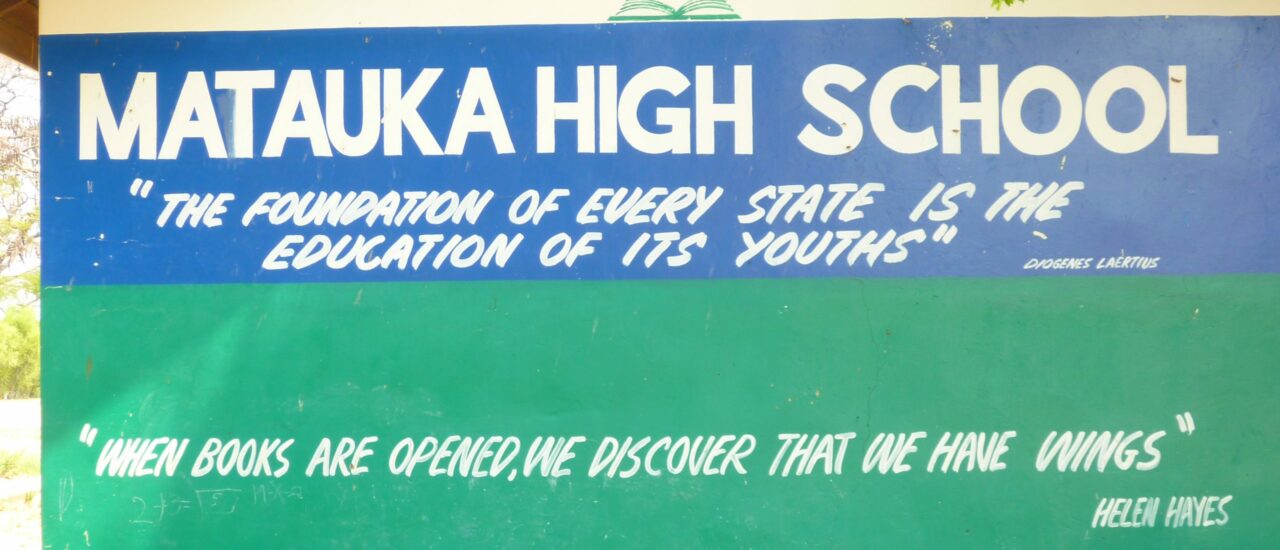 MATAUKA HIGH SCHOOL
"THE FOUNDATION OF EVERY STATE IS THE
EDUCATION OF ITS YOUTHS"
DIOGENES LAËRTIUS
"WHEN BOOKS ARE OPENED, WE DISCOVER THAT WE HAVE WINGS"
HELEN HAYES